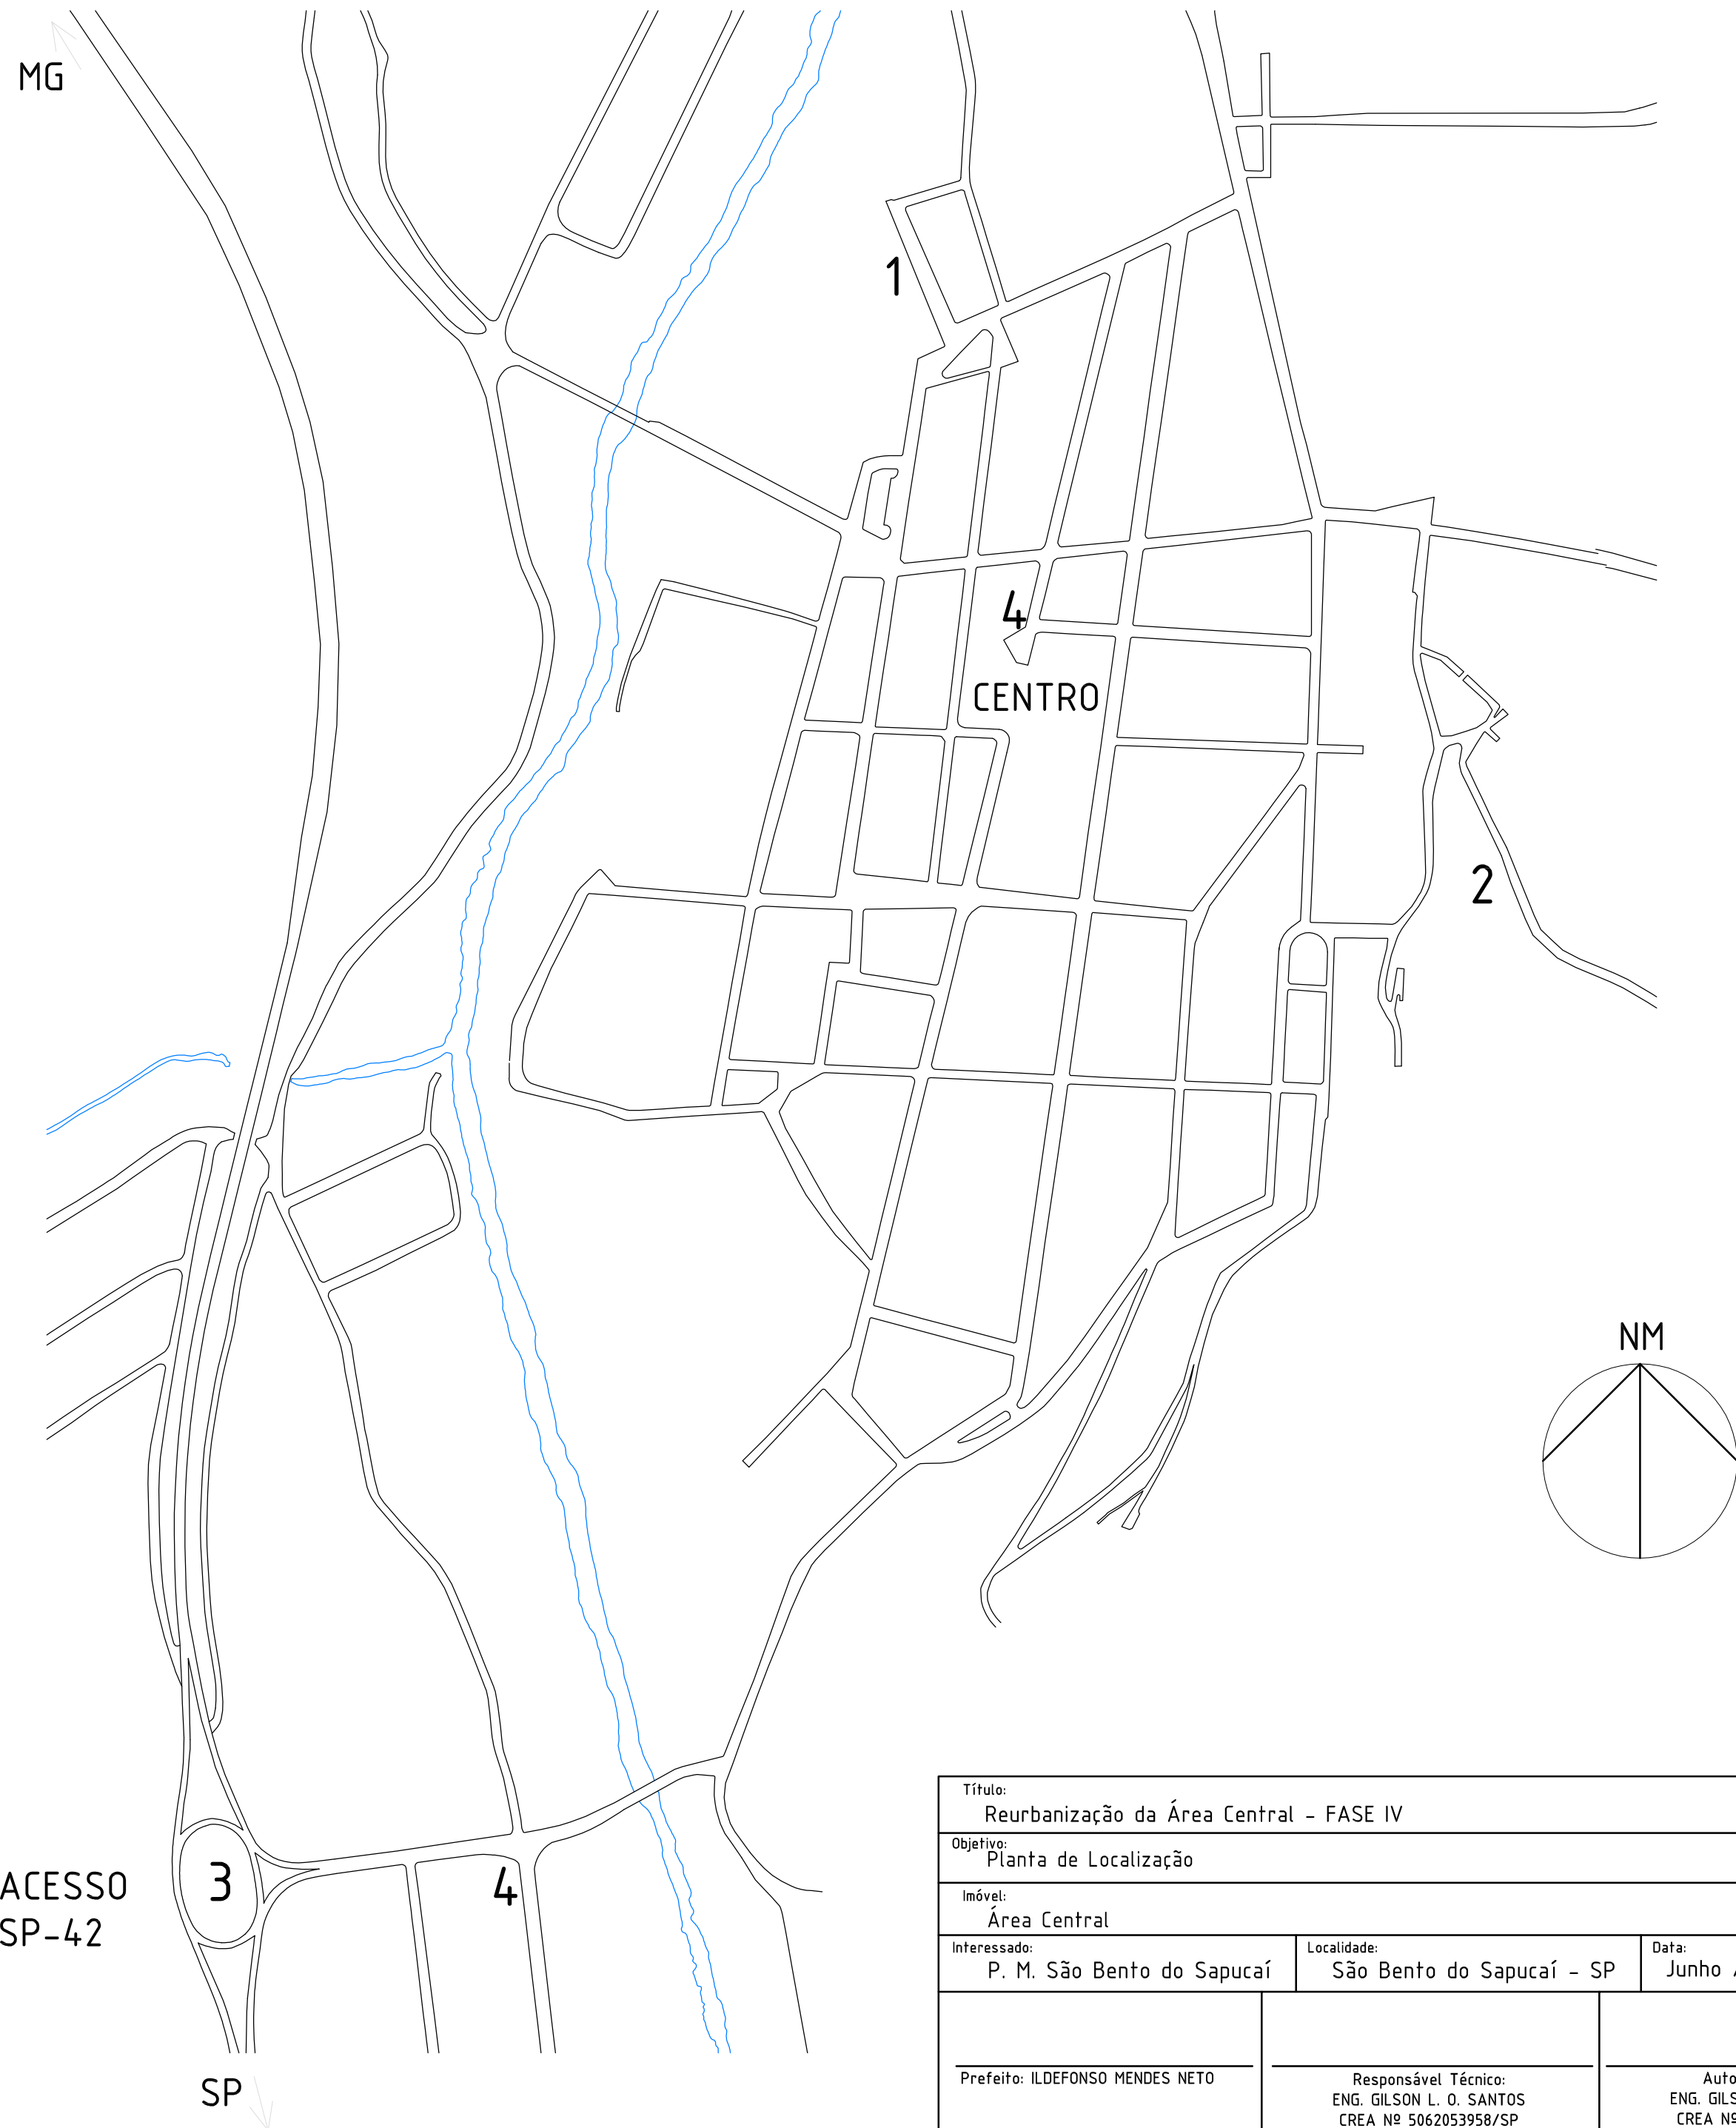 MG
1
4
CENTRO
2
NM
3
ACESSO
SP-42
4
SP
Título:
Reurbanização da Área Central - FASE IV
Objetivo:
Planta de Localização
Imóvel:
Área Central
Interessado:
P. M. São Bento do Sapucaí
Localidade:
São Bento do Sapucaí - SP
Data:
Junho
Prefeito: ILDEFONSO MENDES NETO
Responsável Técnico:
ENG. GILSON L. O. SANTOS
CREA Nº 5062053958/SP
ENG.
CREA